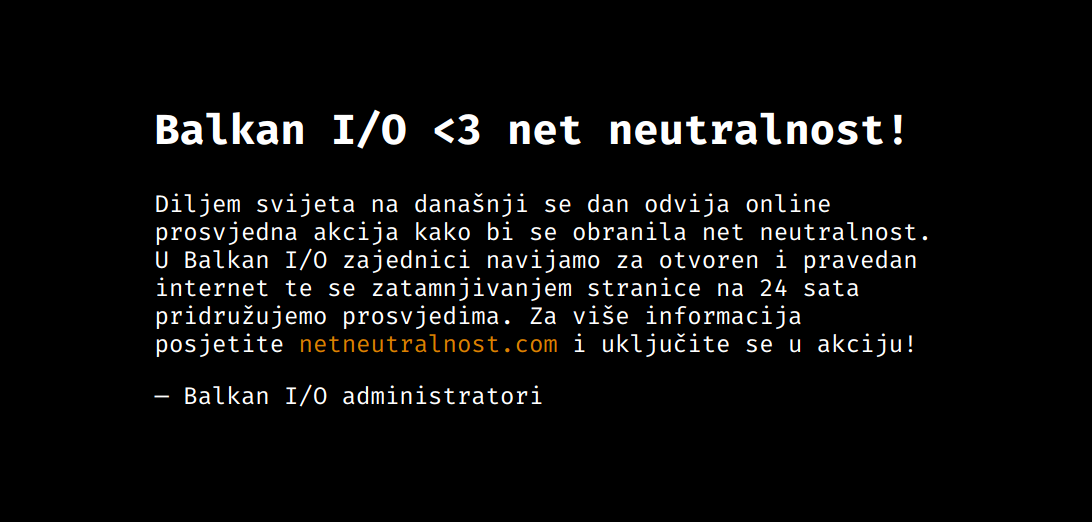 Balkan I/O <3 net neutralnost!
Diljem svijeta na današnji se dan odvija online
prosvjedna akcija kako bi se obranila net neutralnost.
U Balkan I/O zajednici navijamo za otvoren i pravedan
internet te se zatamnjivanjem stranice na 24 sata
pridružujemo prosvjedima. Za više informacija
posjetite netneutralnost.com i uključite se u akciju!
— Balkan I/O administratori